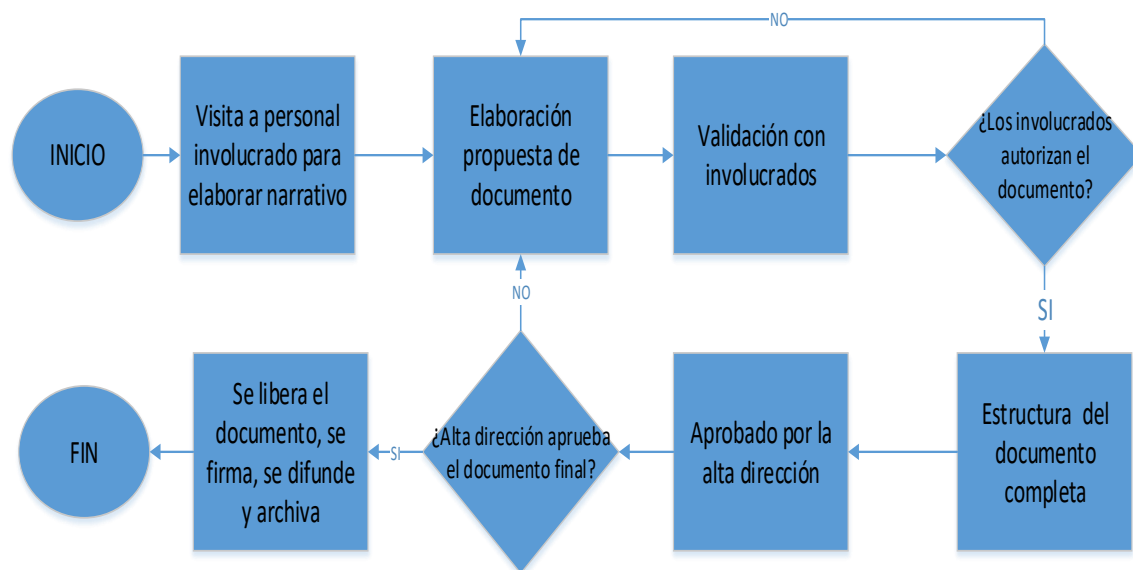 NO
INICIO
Visita a personal
involucrado para
elaborar narrativo
Elaboración
propuesta de
documento
Validación con
involucrados
¿Los involucrados
autorizan el
documento?
NO
SI
FIN
Se libera el
documento, se
firma, se difunde
y archiva
SI
¿Alta dirección aprueba
el documento final?
Aprobado por la
alta dirección
Estructura del
documento
completa